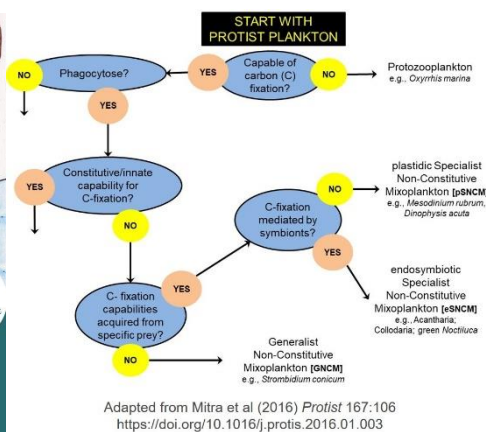 START WITH
PROTIST PLANKTON
NO
Phagocytose?
YES
Capable of
carbon (C)
fixation?
NO
Protozooplankton
e.g., Oxyrrhis marina
YES
Constitutive/innate
capability for
C-fixation?
YES
NO
C-fixation
mediated by
symbionts?
NO
plastidic Specialist
Non-Constitutive
Mixoplankton [pSNCM]
e.g., Mesodinium rubrum,
Dinophysis acuta
YES
endosymbiotic
Specialist
Non-Constitutive
Mixoplankton [eSNCM]
e.g., Acantharia;
Collodaria; green Noctiluca
C- fixation
capabilities
acquired from
specific prey?
YES
NO
Generalist
Non-Constitutive
Mixoplankton [GNCM]
e.g., Strombidium conicum
Adapted from Mitra et al (2016) Protist 167:106
https://doi.org/10.1016/j.protis.2016.01.003